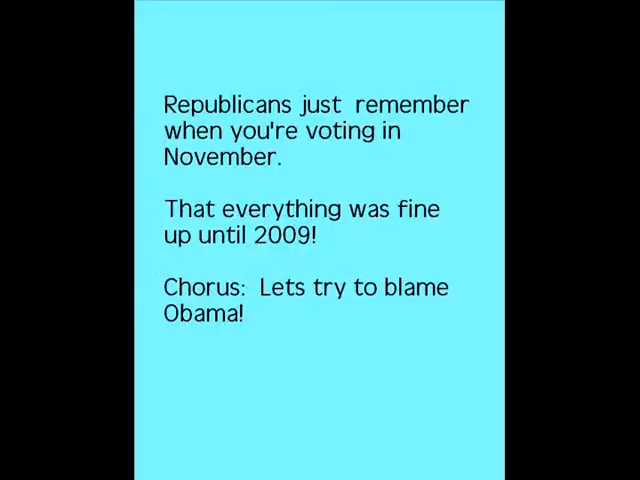 Republicans just  remember
when you're voting in
November.
That everything was fine
up until 2009!
Chorus:  Lets try to blame
Obama!